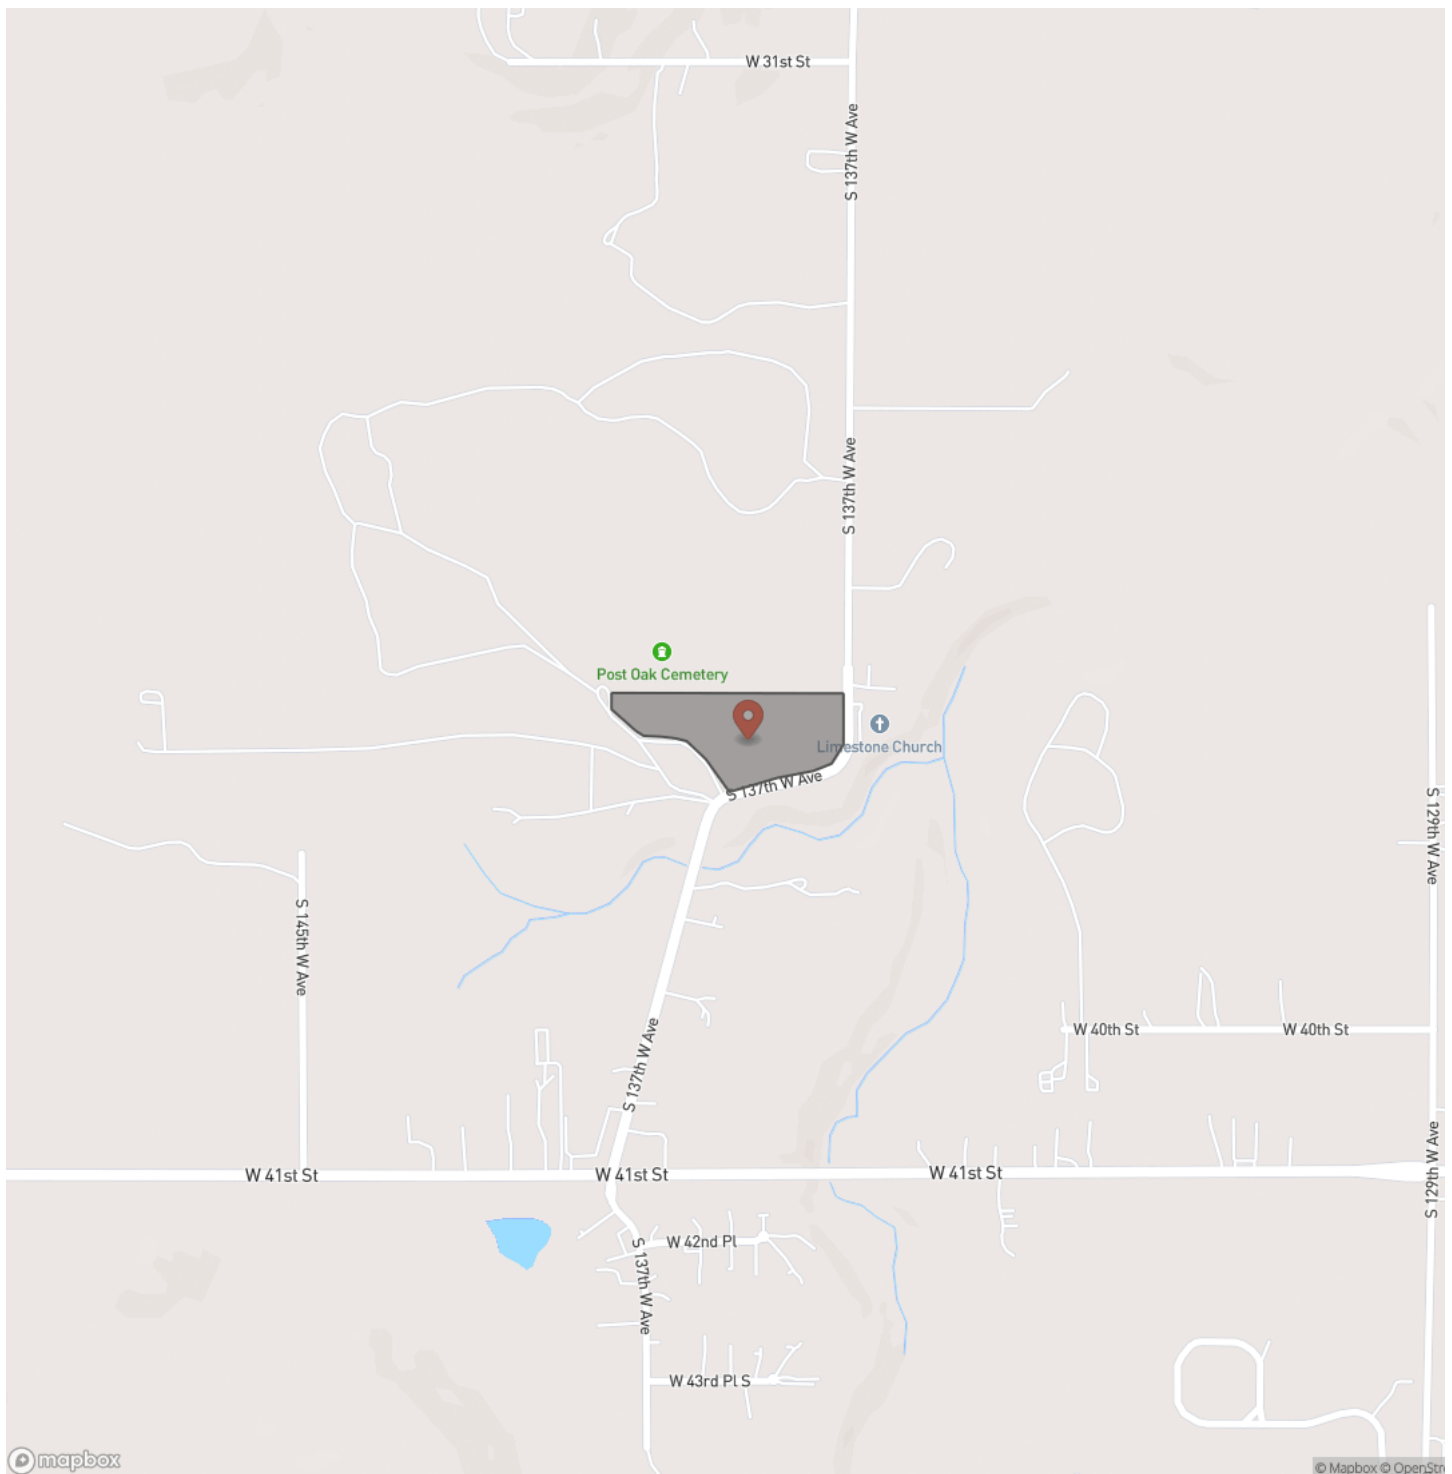 W 31st St
S 137th W Ave
S 137th W Ave
Post Oak Cemetery
Limestone Church
S 137th W Ave
S 129th W Ave
S 145th W Ave
W 40th St
W 40th St
S 137th W Ave
S 129th W Ave
W 41st St
W 41st St
W 41st St
W 42nd Pl
S 137th W Ave
W 43rd Pl S
mapbox
© Mapbox © OpenStre